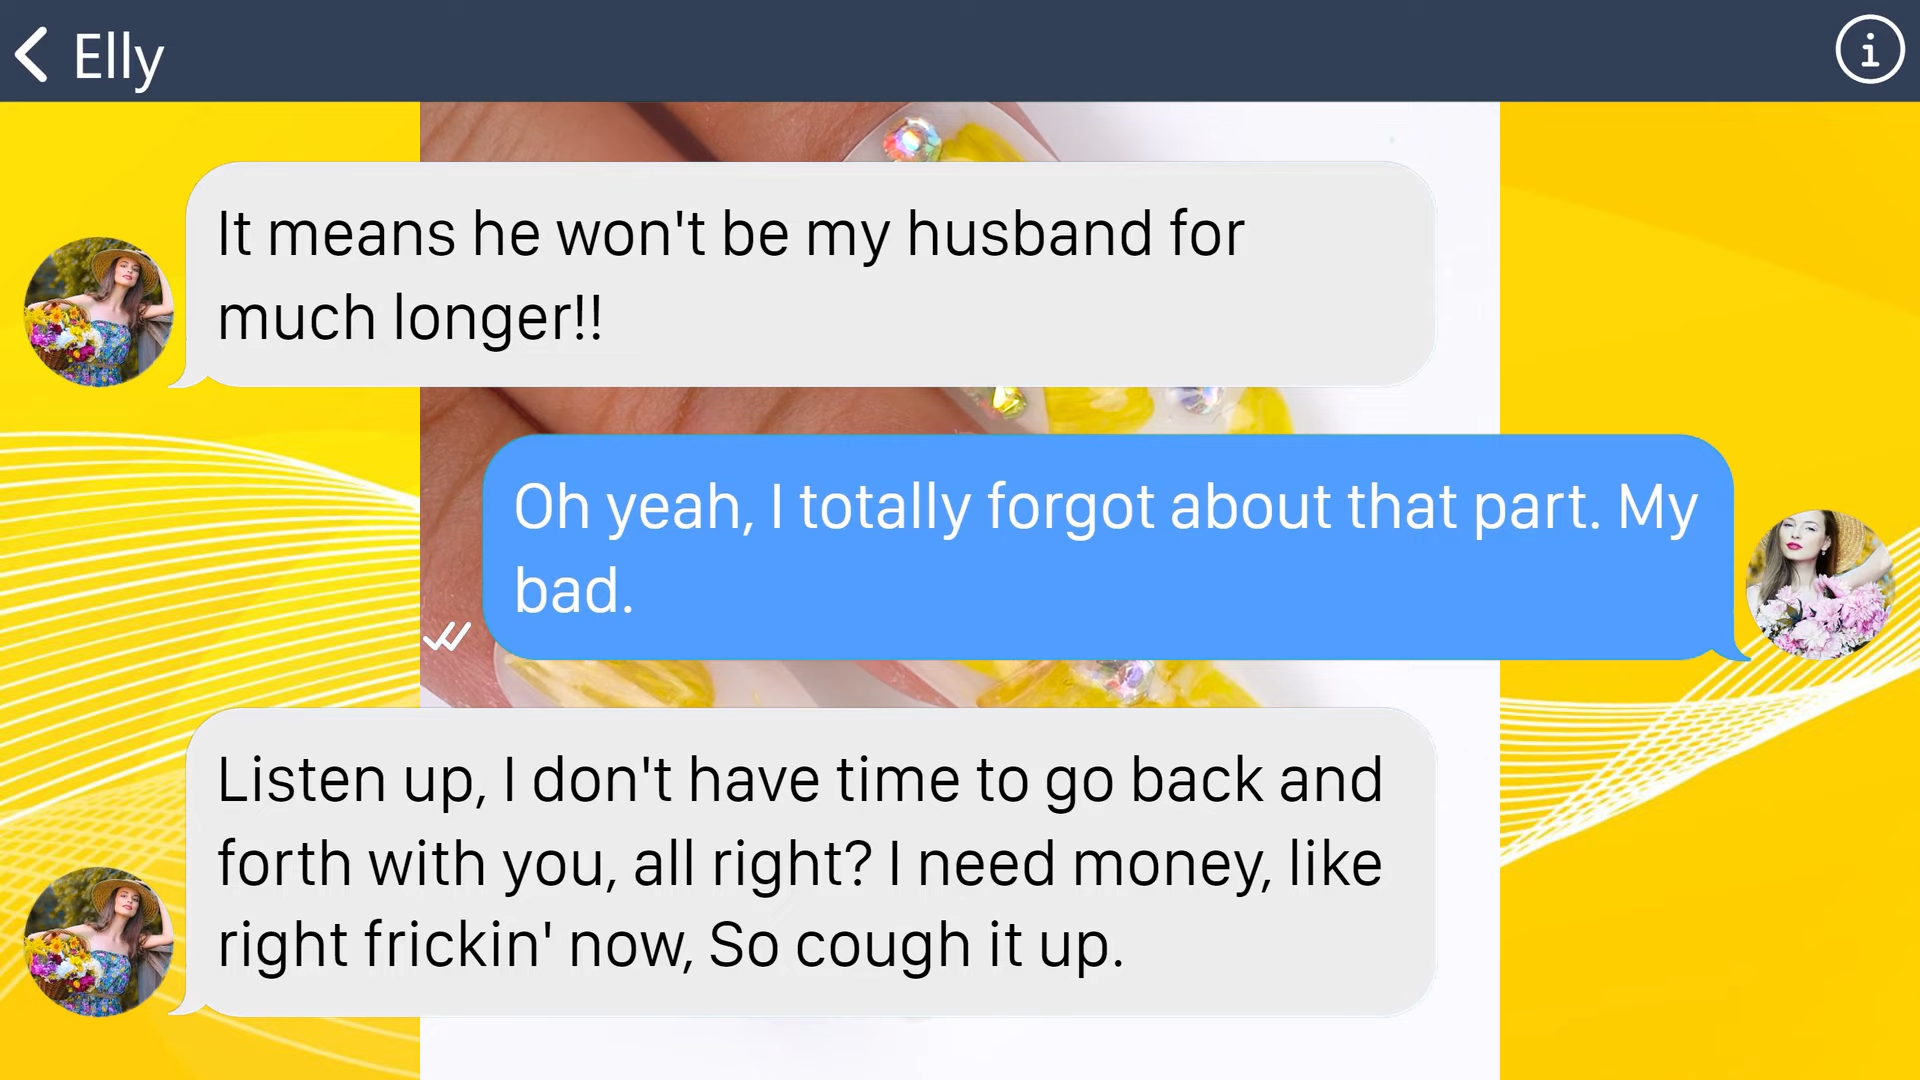 Elly
It means he won't be my husband for
much longer!!
Oh yeah, I totally forgot about that part. My
bad.
Listen up, I don't have time to go back and
forth with you, all right? I need money, like
right frickin' now, So cough it up.